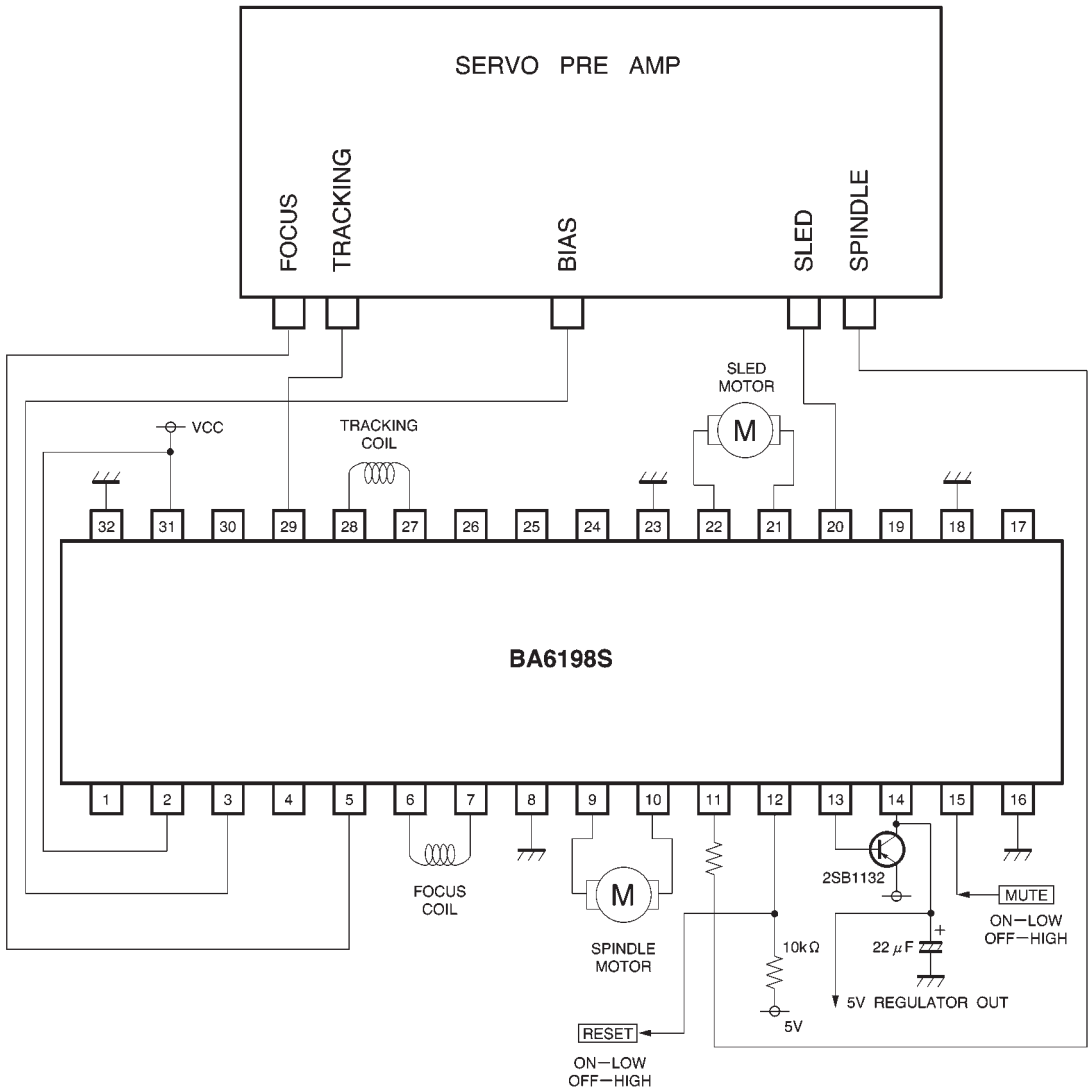 SERVO PRE AMP
FOCUS
TRACKING
BIAS
SLED
SPINDLE
SLED
MOTOR
VCC
TRACKING
COIL
M
32 31 30 29 28 27 26 25 24 23 22 21 20 19 18 17
BA6198S
1 2 3 4 5 6 7 8 9 10 11 12 13 14 15 16
2SB1132
FOCUS
COIL
M
MUTE
ON-LOW
OFF-HIGH
SPINDLE
MOTOR
10kΩ
22μF
+
5V REGULATOR OUT
5V
RESET
ON-LOW
OFF-HIGH